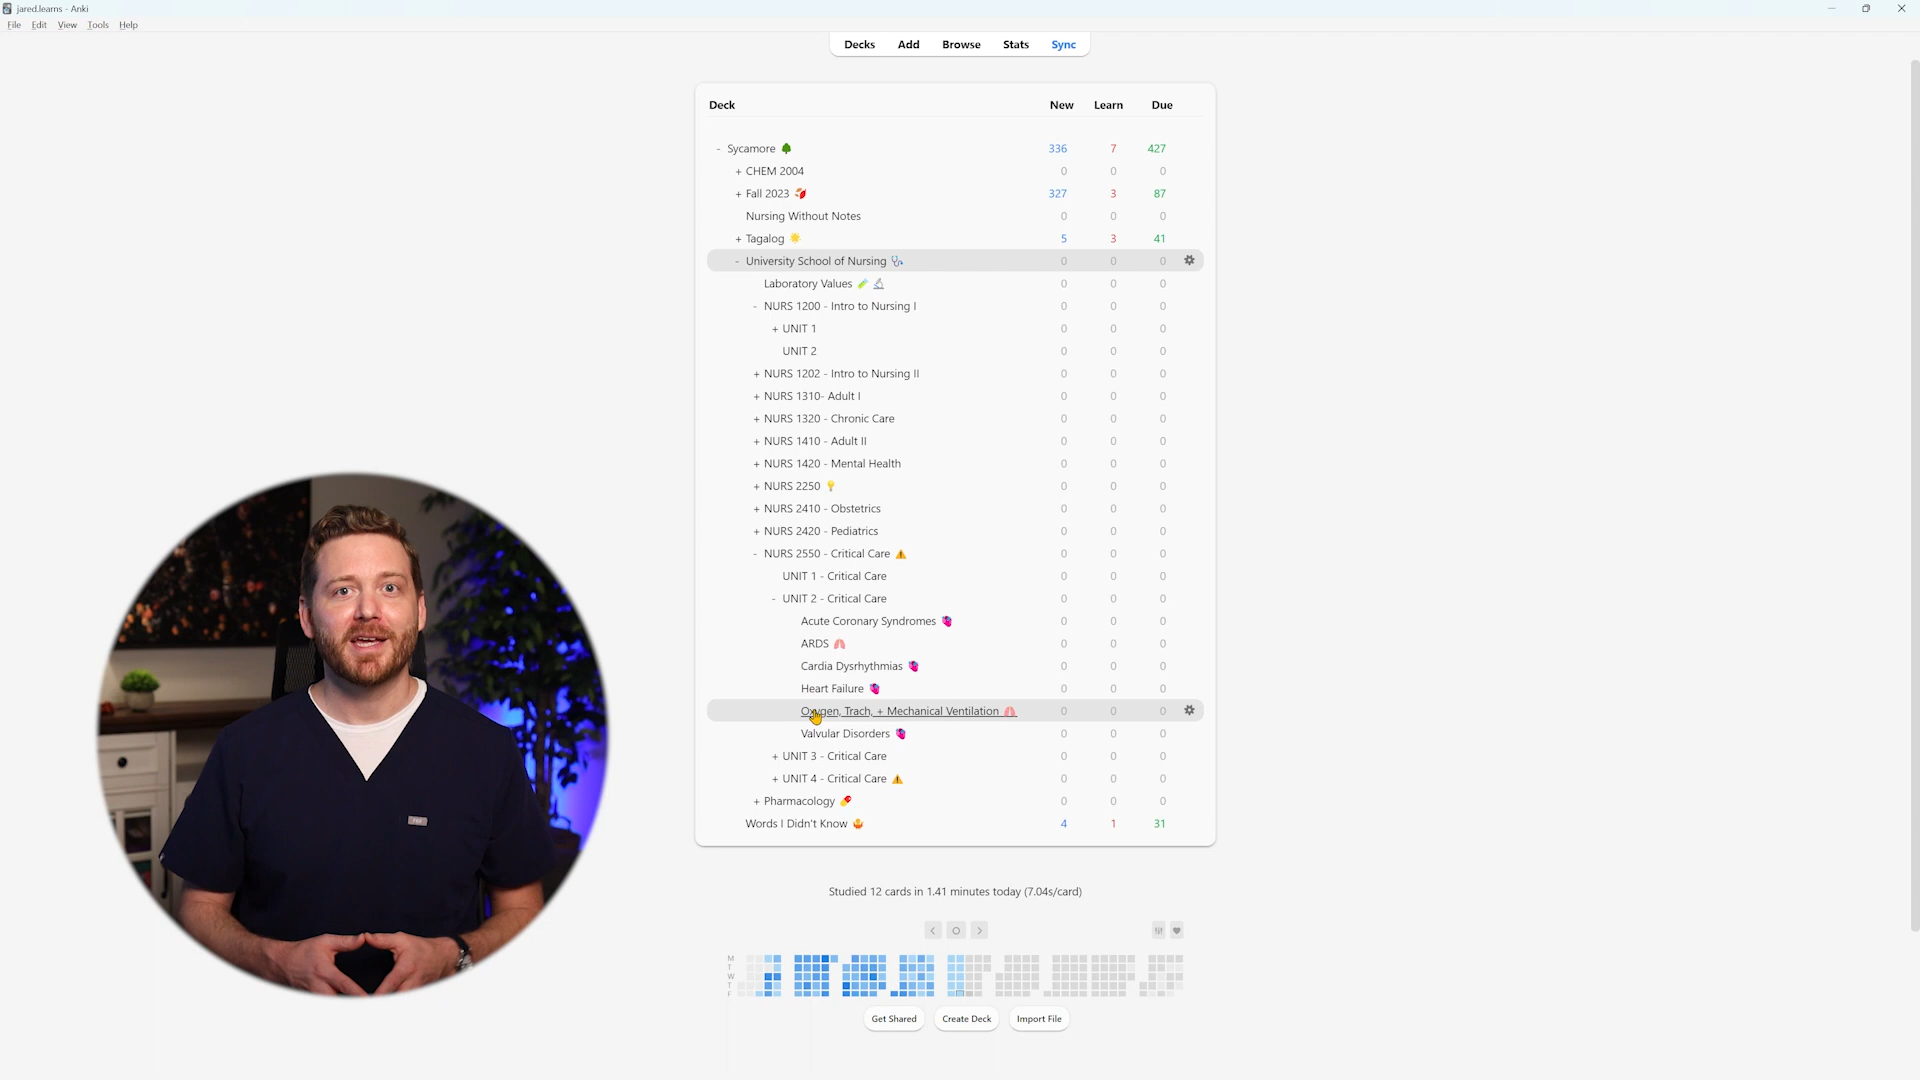 jared.learns - Anki
File Edit View Tools Help
Decks Add Browse Stats Sync
Deck New Learn Due
- Sycamore 🌳 336 7 427
+ CHEM 2004 0 0 0
+ Fall 2023 🍂 327 3 87
Nursing Without Notes 0 0 0
+ Tagalog ☀️ 5 3 41
- University School of Nursing 🩺 0 0 0
Laboratory Values 🧪 🔬 0 0 0
- NURS 1200 - Intro to Nursing I 0 0 0
+ UNIT 1 0 0 0
UNIT 2 0 0 0
+ NURS 1202 - Intro to Nursing II 0 0 0
+ NURS 1310- Adult I 0 0 0
+ NURS 1320 - Chronic Care 0 0 0
+ NURS 1410 - Adult II 0 0 0
+ NURS 1420 - Mental Health 0 0 0
+ NURS 2250 💡 0 0 0
+ NURS 2410 - Obstetrics 0 0 0
+ NURS 2420 - Pediatrics 0 0 0
- NURS 2550 - Critical Care ⚠️ 0 0 0
UNIT 1 - Critical Care 0 0 0
- UNIT 2 - Critical Care 0 0 0
Acute Coronary Syndromes 🫀 0 0 0
ARDS 🫁 0 0 0
Cardia Dysrhythmias 🫀 0 0 0
Heart Failure 🫀 0 0 0
Oxygen, Trach, + Mechanical Ventilation 🫁 0 0 0
Valvular Disorders 🫀 0 0 0
+ UNIT 3 - Critical Care 0 0 0
+ UNIT 4 - Critical Care ⚠️ 0 0 0
+ Pharmacology 💊 0 0 0
Words I Didn't Know 4 1 31
Studied 12 cards in 1.41 minutes today (7.04s/card)
M
T
W
T
F
Get Shared Create Deck Import File